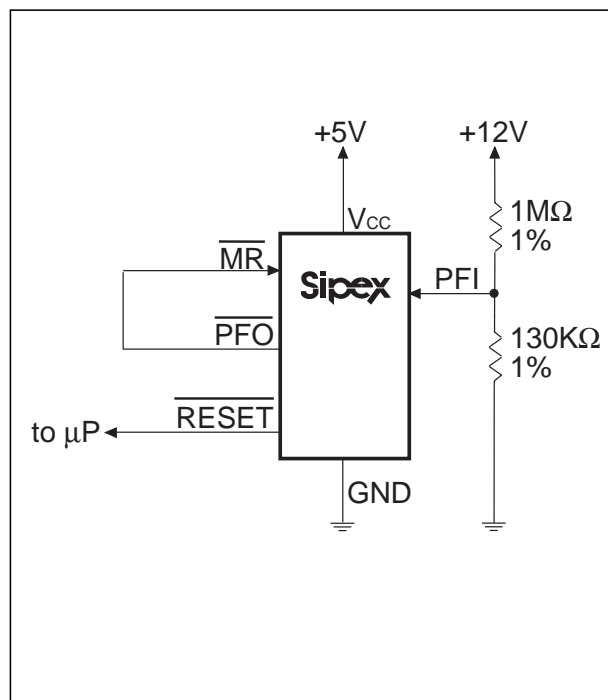 +5V
+12V
VCC
1MΩ
1%
MR
Sipex
PFI
PFO
130KΩ
1%
RESET
to μP
GND